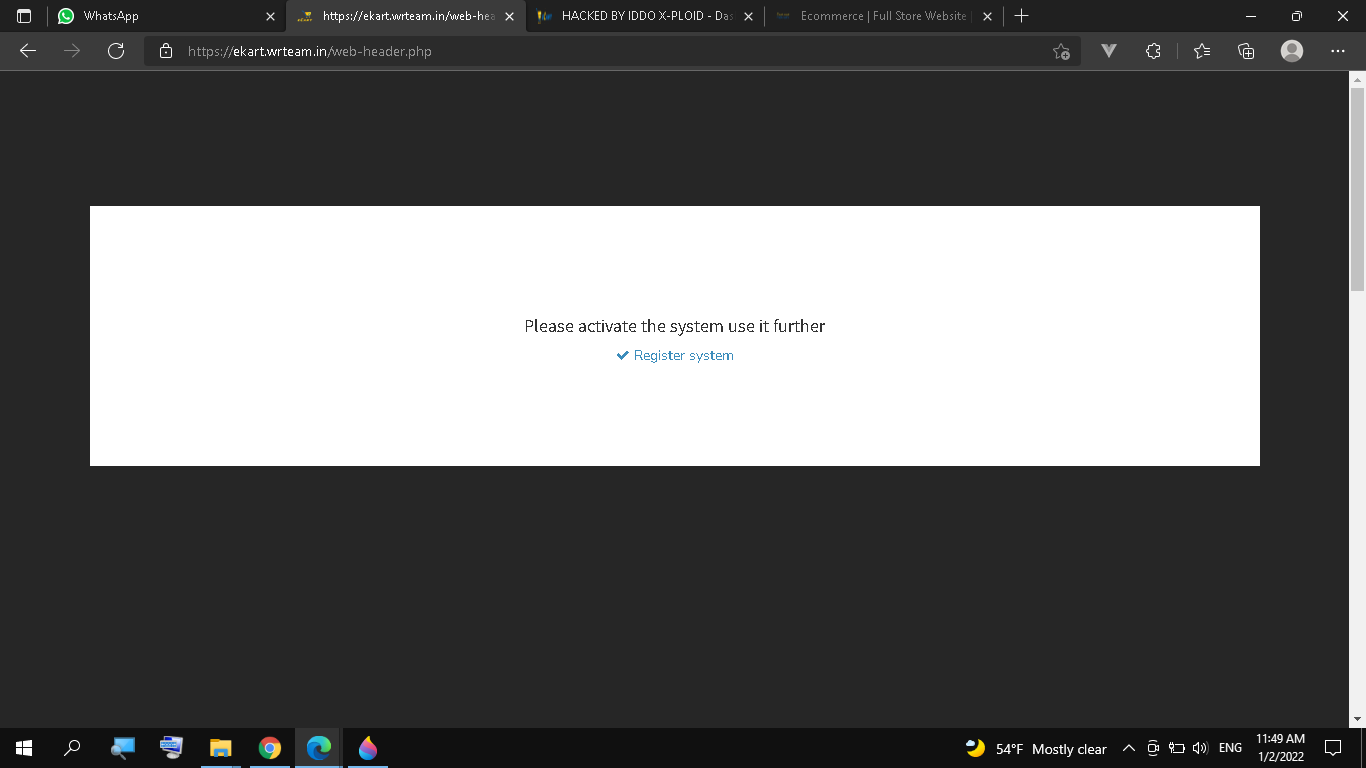 WhatsApp
https://ekart.wrteam.in/web-hea
HACKED BY IDDO X-PLOID - Das
Ecommerce | Full Store Website |
https://ekart.wrteam.in/web-header.php
Please activate the system use it further
Register system
54°F Mostly clear
ENG
11:49 AM
1/2/2022